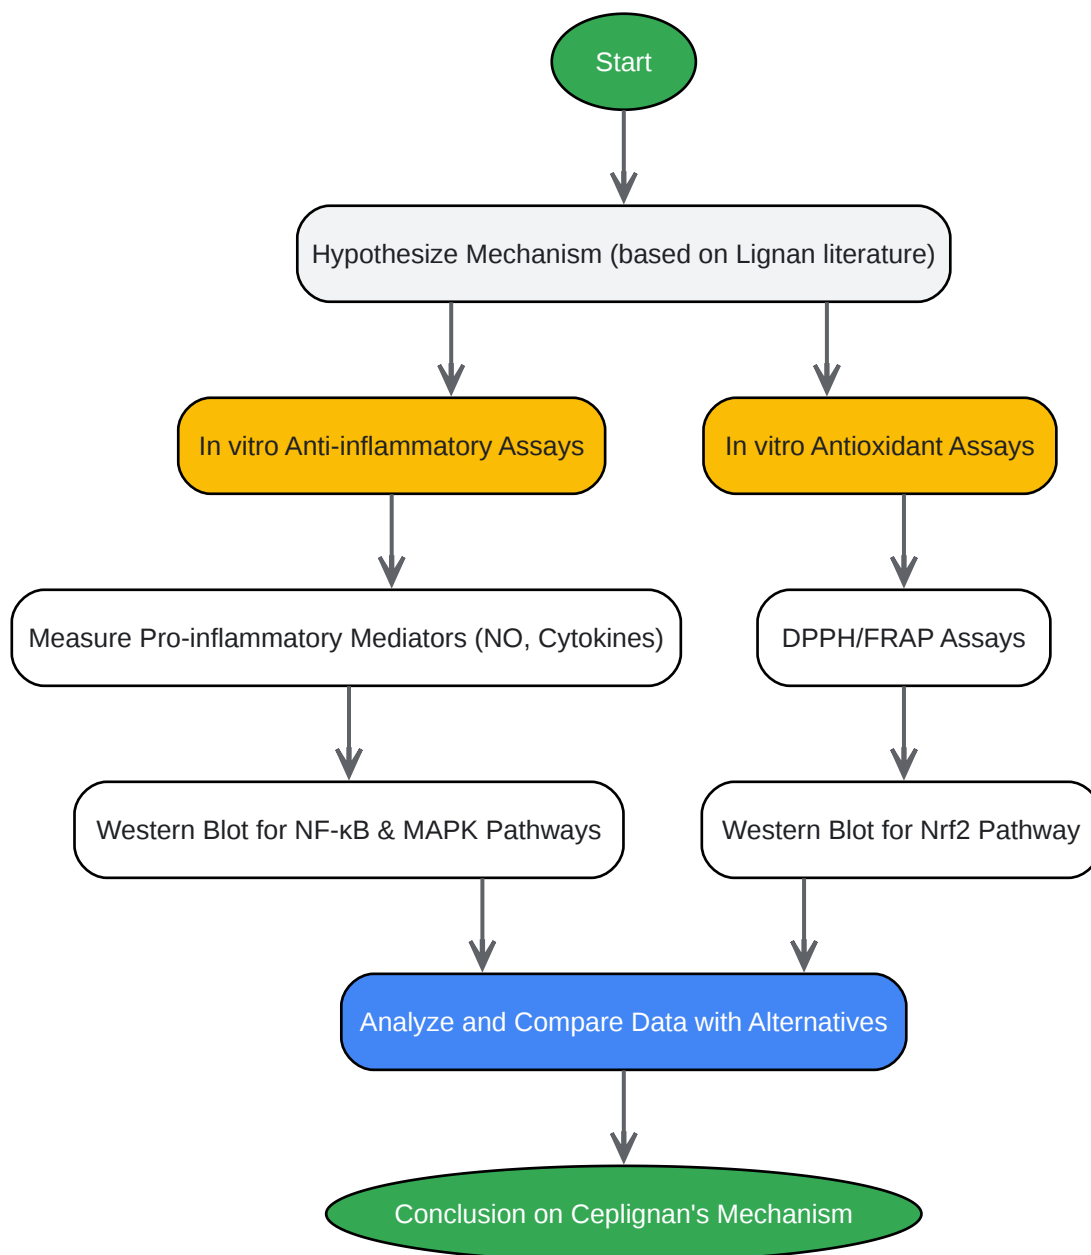 Start
Hypothesize Mechanism (based on Lignan literature)
In vitro Anti-inflammatory Assays
In vitro Antioxidant Assays
Measure Pro-inflammatory Mediators (NO, Cytokines)
DPPH/FRAP Assays
Western Blot for NF-κB & MAPK Pathways
Western Blot for Nrf2 Pathway
Analyze and Compare Data with Alternatives
Conclusion on Ceplignan's Mechanism